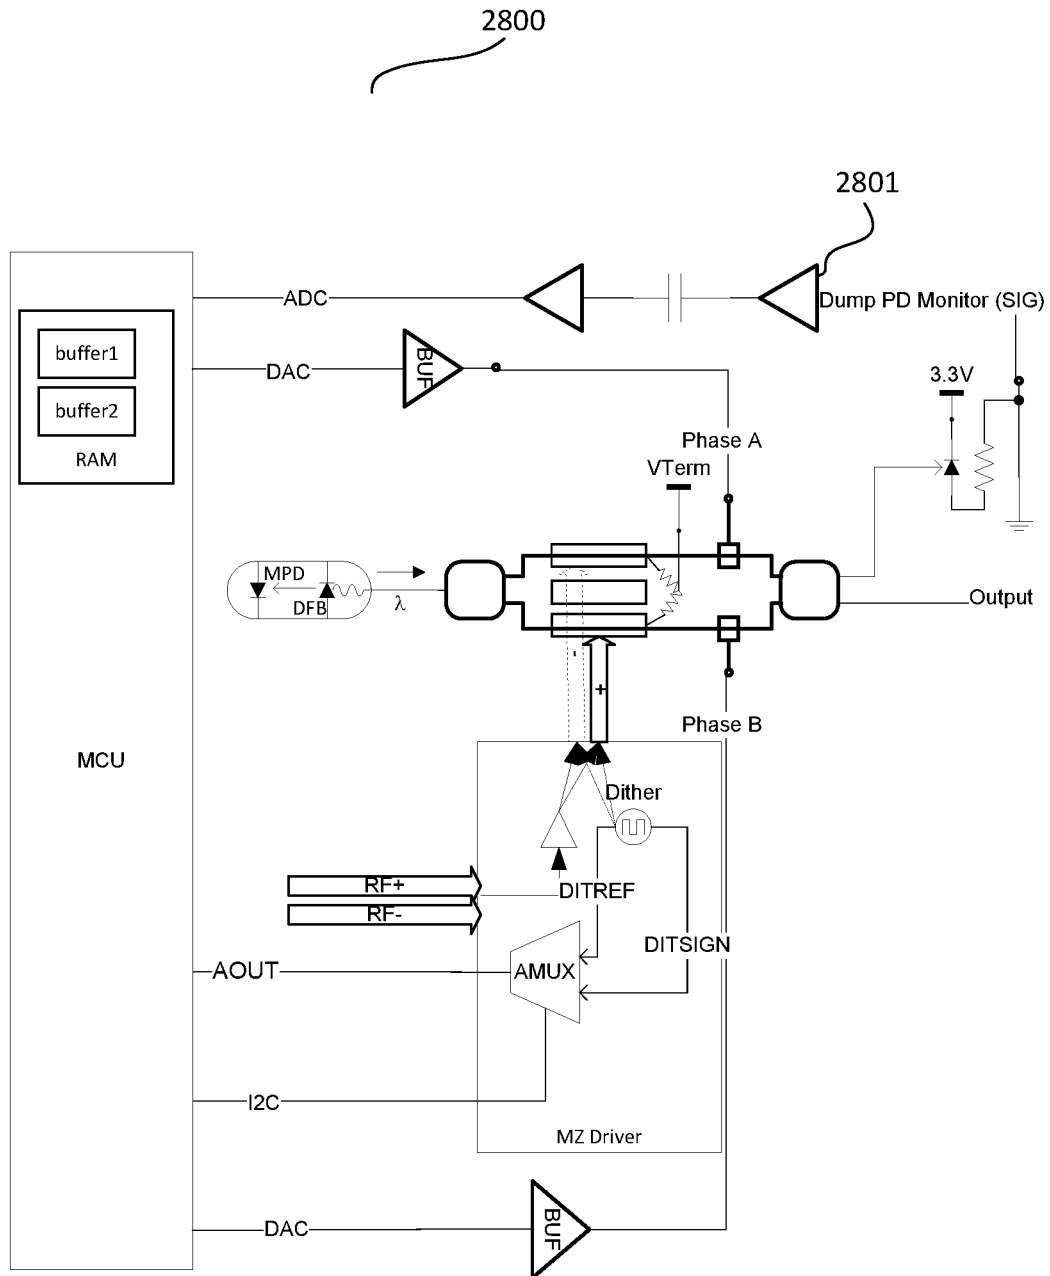 2800
2801
ADC
Dump PD Monitor (SIG)
buffer1
buffer2
RAM
DAC
BUF
3.3V
Phase A
VTerm
MPD
DFB
λ
Output
-
+
Phase B
MCU
Dither
RF+
DITREF
RF-
DITSIGN
AOUT
AMUX
I2C
MZ Driver
DAC
BUF